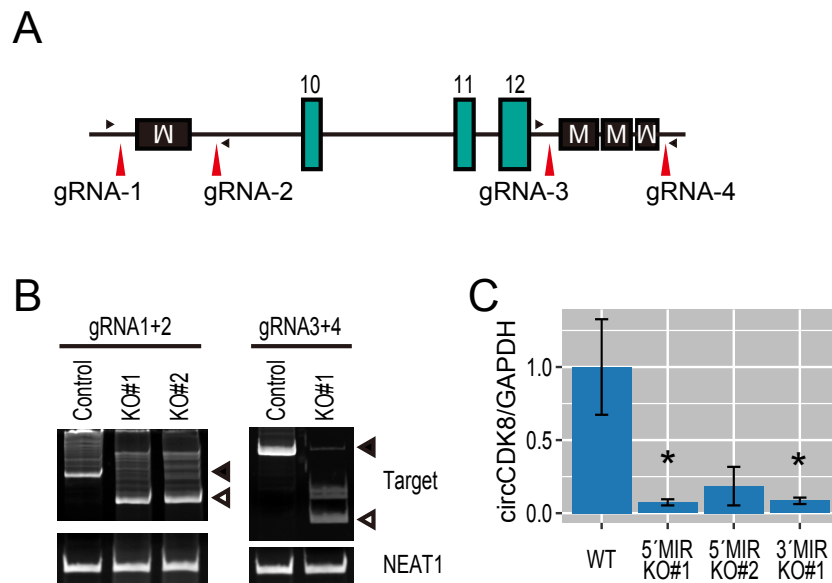 A
10 11 12
M M M M
gRNA-1 gRNA-2 gRNA-3 gRNA-4
B
gRNA1+2 gRNA3+4
Control KO#1 KO#2 Control KO#1
Target
NEAT1
C
circCDK8/GAPDH
1.0
0.5
0.0
* *
WT 5´MIR KO#1 5´MIR KO#2 3´MIR KO#1